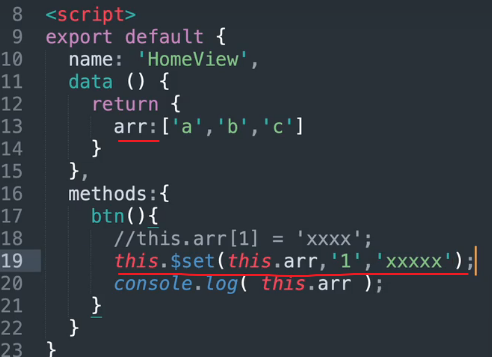 8 <script>
9 export default {
10 name: 'HomeView',
11 data () {
12 return {
13 arr:['a','b','c']
14 }
15 },
16 methods:{
17 btn(){
18 //this.arr[1] = 'xxxx';
19 this.$set(this.arr,'1','xxxxx');
20 console.log( this.arr );
21 }
22 }
23 }